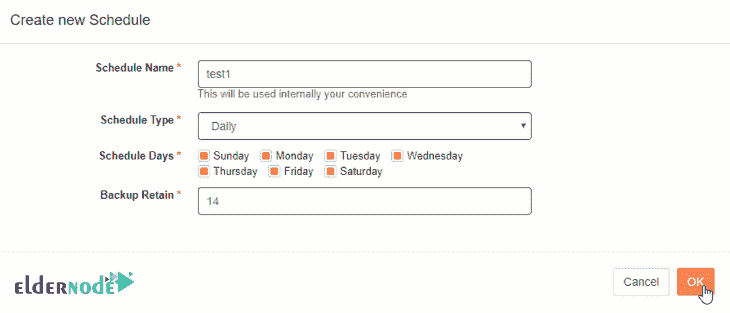 Create new Schedule
Schedule Name *
test1
This will be used internally your convenience
Schedule Type *
Daily
Schedule Days *
Sunday Monday Tuesday Wednesday
Thursday Friday Saturday
Backup Retain *
14
elderNode
Cancel OK